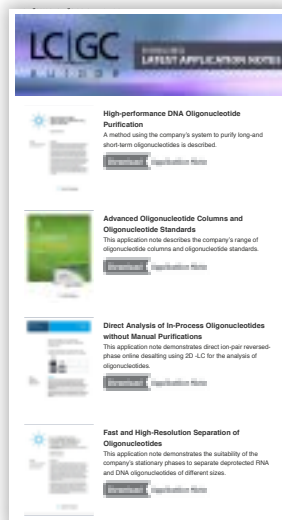 LC|GC
EUROPE
LATEST APPLICATION NOTES
High-performance DNA Oligonucleotide
Purification
A method using the company's system to purify long-and
short-term oligonucleotides is described.
Download Application Note
Advanced Oligonucleotide Columns and
Oligonucleotide Standards
This application note describes the company's range of
oligonucleotide columns and oligonucleotide standards.
Download Application Note
Direct Analysis of In-Process Oligonucleotides
without Manual Purifications
This application note demonstrates direct ion-pair reversed-
phase online desalting using 2D -LC for the analysis of
oligonucleotides.
Download Application Note
Fast and High-Resolution Separation of
Oligonucleotides
This application note demonstrates the suitability of the
company's stationary phases to separate deprotected RNA
and DNA oligonucleotides of different sizes.
Download Application Note